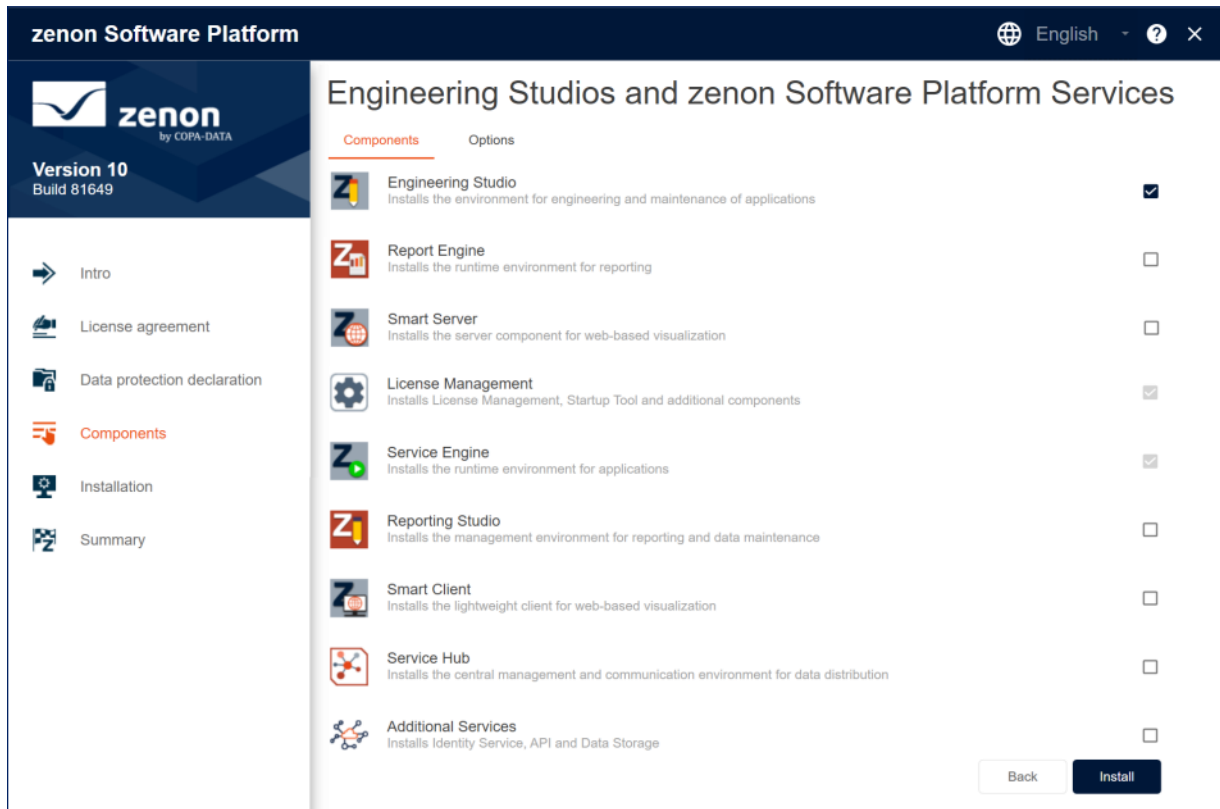 zenon Software Platform
English
zenon
by COPA-DATA
Version 10
Build 81649
Intro
License agreement
Data protection declaration
Components
Installation
Summary
Engineering Studios and zenon Software Platform Services
Components Options
Engineering Studio
Installs the environment for engineering and maintenance of applications
Report Engine
Installs the runtime environment for reporting
Smart Server
Installs the server component for web-based visualization
License Management
Installs License Management, Startup Tool and additional components
Service Engine
Installs the runtime environment for applications
Reporting Studio
Installs the management environment for reporting and data maintenance
Smart Client
Installs the lightweight client for web-based visualization
Service Hub
Installs the central management and communication environment for data distribution
Additional Services
Installs Identity Service, API and Data Storage
Back Install